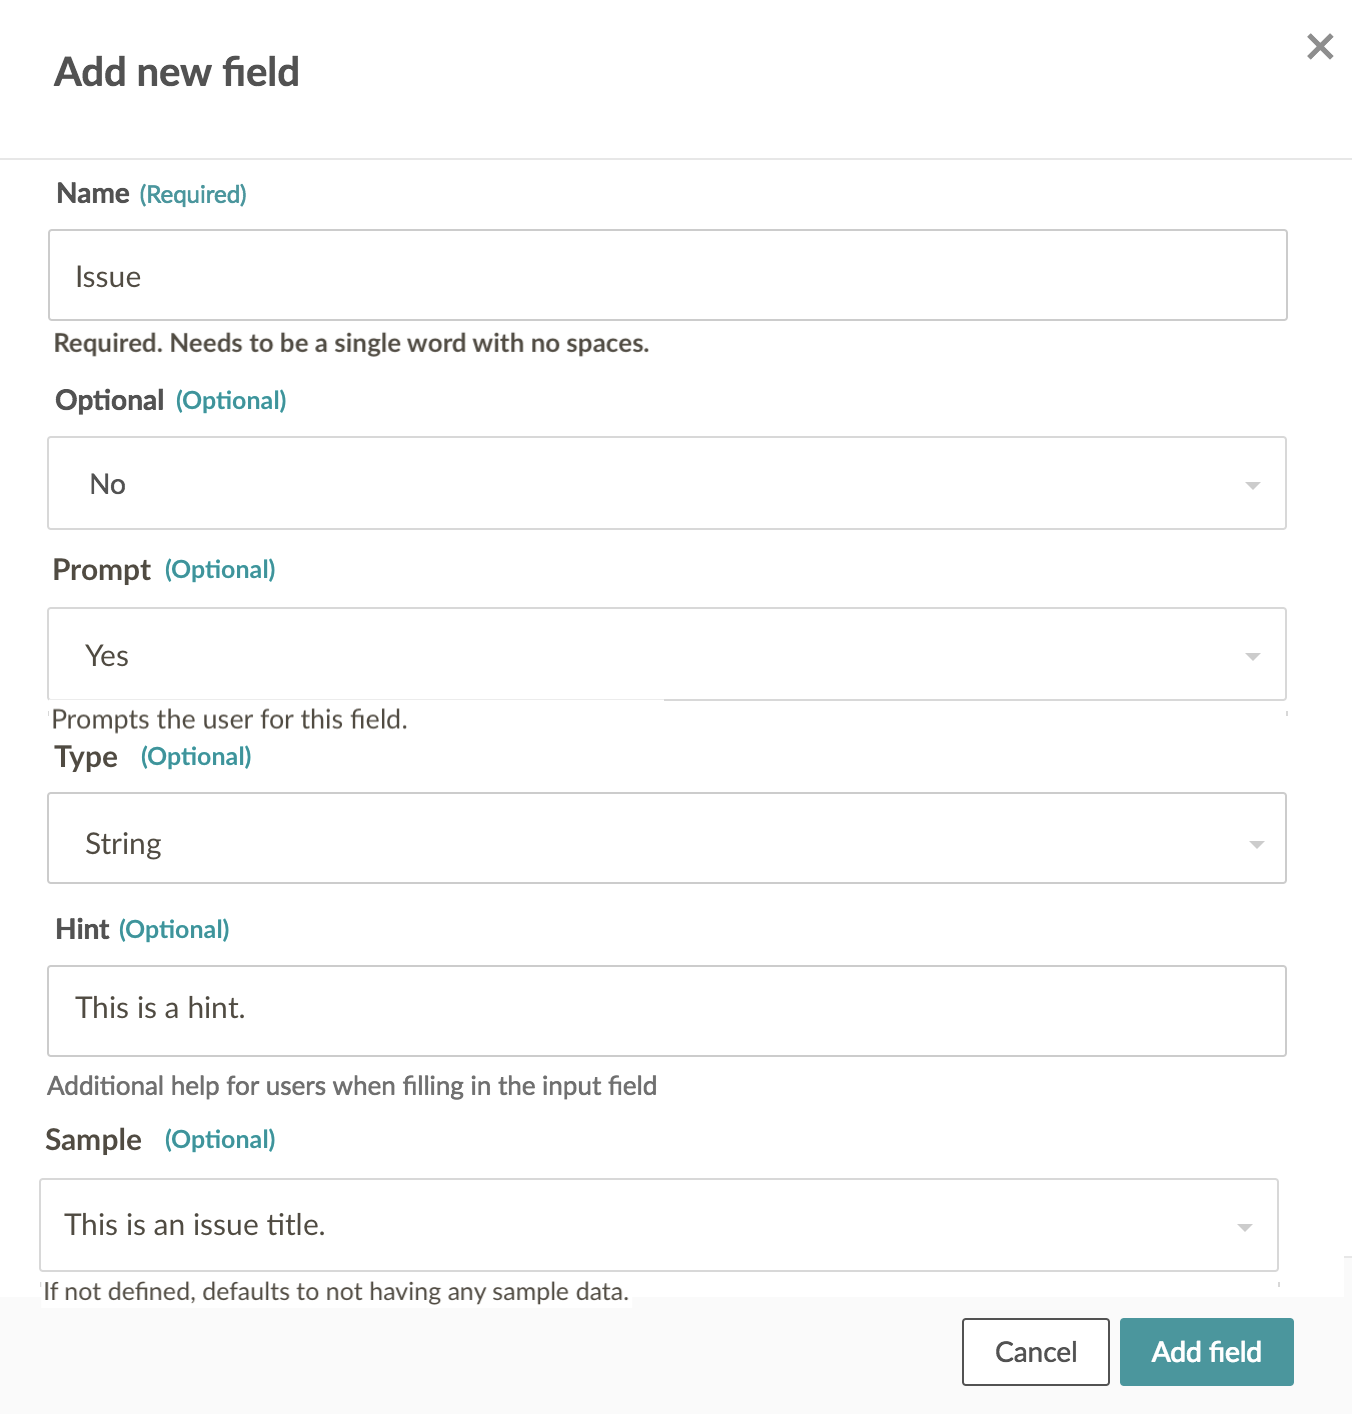 Add new field
Name (Required)
Issue
Required. Needs to be a single word with no spaces.
Optional (Optional)
No
Prompt (Optional)
Yes
Prompts the user for this field.
Type (Optional)
String
Hint (Optional)
This is a hint.
Additional help for users when filling in the input field
Sample (Optional)
This is an issue title.
If not defined, defaults to not having any sample data.
Cancel Add field